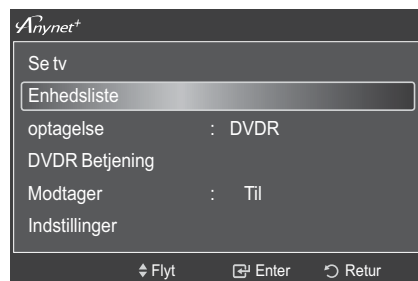 Anynet+
Se tv
Enhedsliste
optagelse : DVDR
DVDR Betjening
Modtager : Til
Indstillinger
Flyt Enter Retur